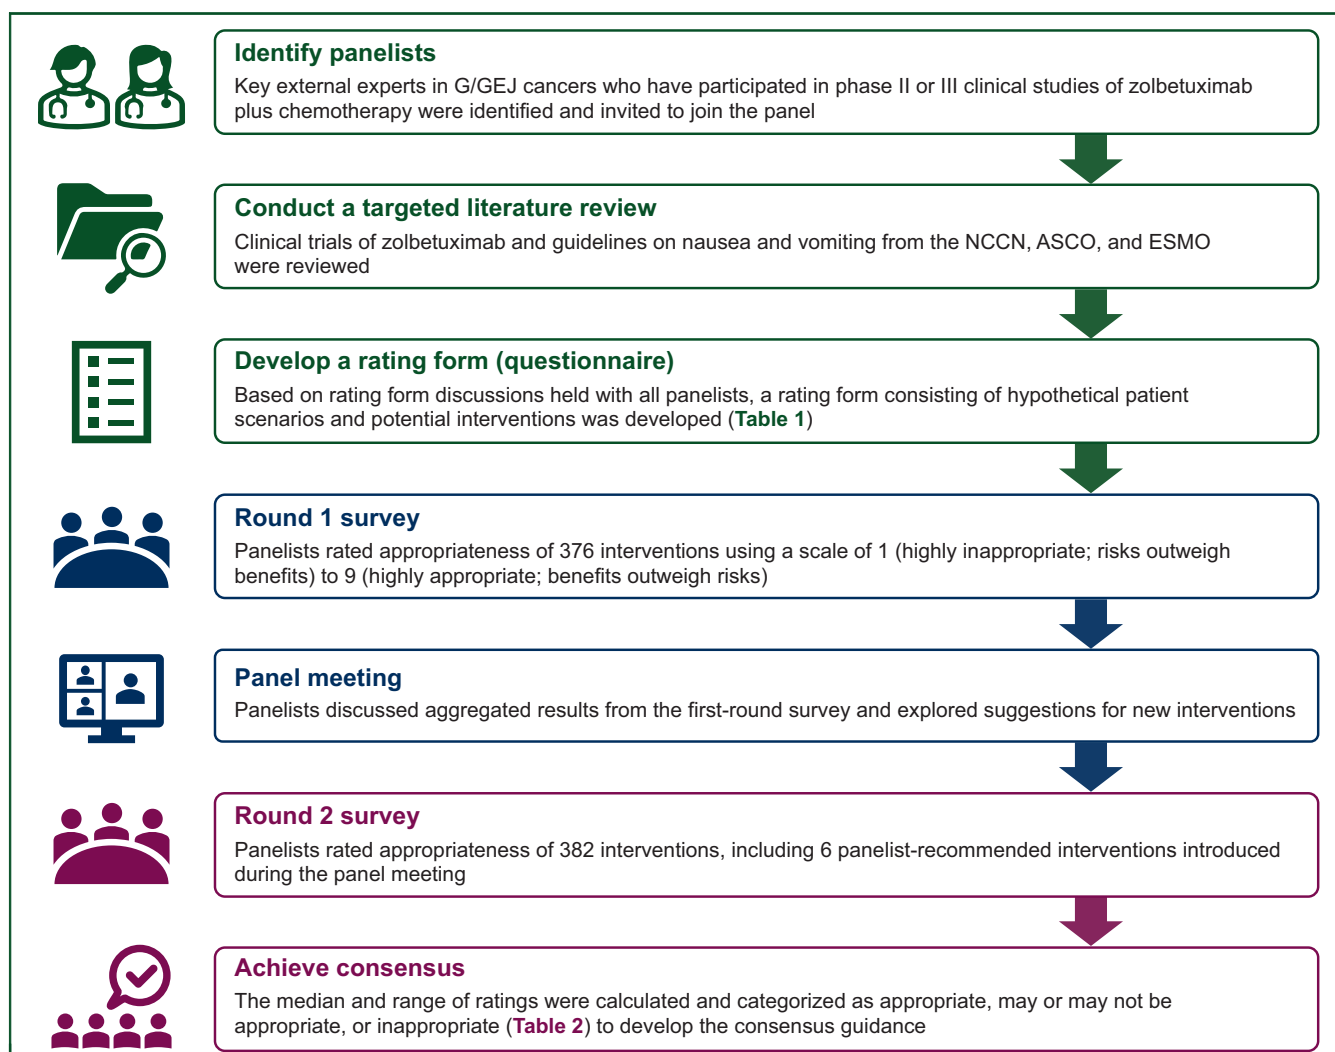 Identify panelists
Key external experts in G/GEJ cancers who have participated in phase II or III clinical studies of zolbetuximab
plus chemotherapy were identified and invited to join the panel
Conduct a targeted literature review
Clinical trials of zolbetuximab and guidelines on nausea and vomiting from the NCCN, ASCO, and ESMO
were reviewed
Develop a rating form (questionnaire)
Based on rating form discussions held with all panelists, a rating form consisting of hypothetical patient
scenarios and potential interventions was developed (Table 1)
Round 1 survey
Panelists rated appropriateness of 376 interventions using a scale of 1 (highly inappropriate; risks outweigh
benefits) to 9 (highly appropriate; benefits outweigh risks)
Panel meeting
Panelists discussed aggregated results from the first-round survey and explored suggestions for new interventions
Round 2 survey
Panelists rated appropriateness of 382 interventions, including 6 panelist-recommended interventions introduced
during the panel meeting
Achieve consensus
The median and range of ratings were calculated and categorized as appropriate, may or may not be
appropriate, or inappropriate (Table 2) to develop the consensus guidance